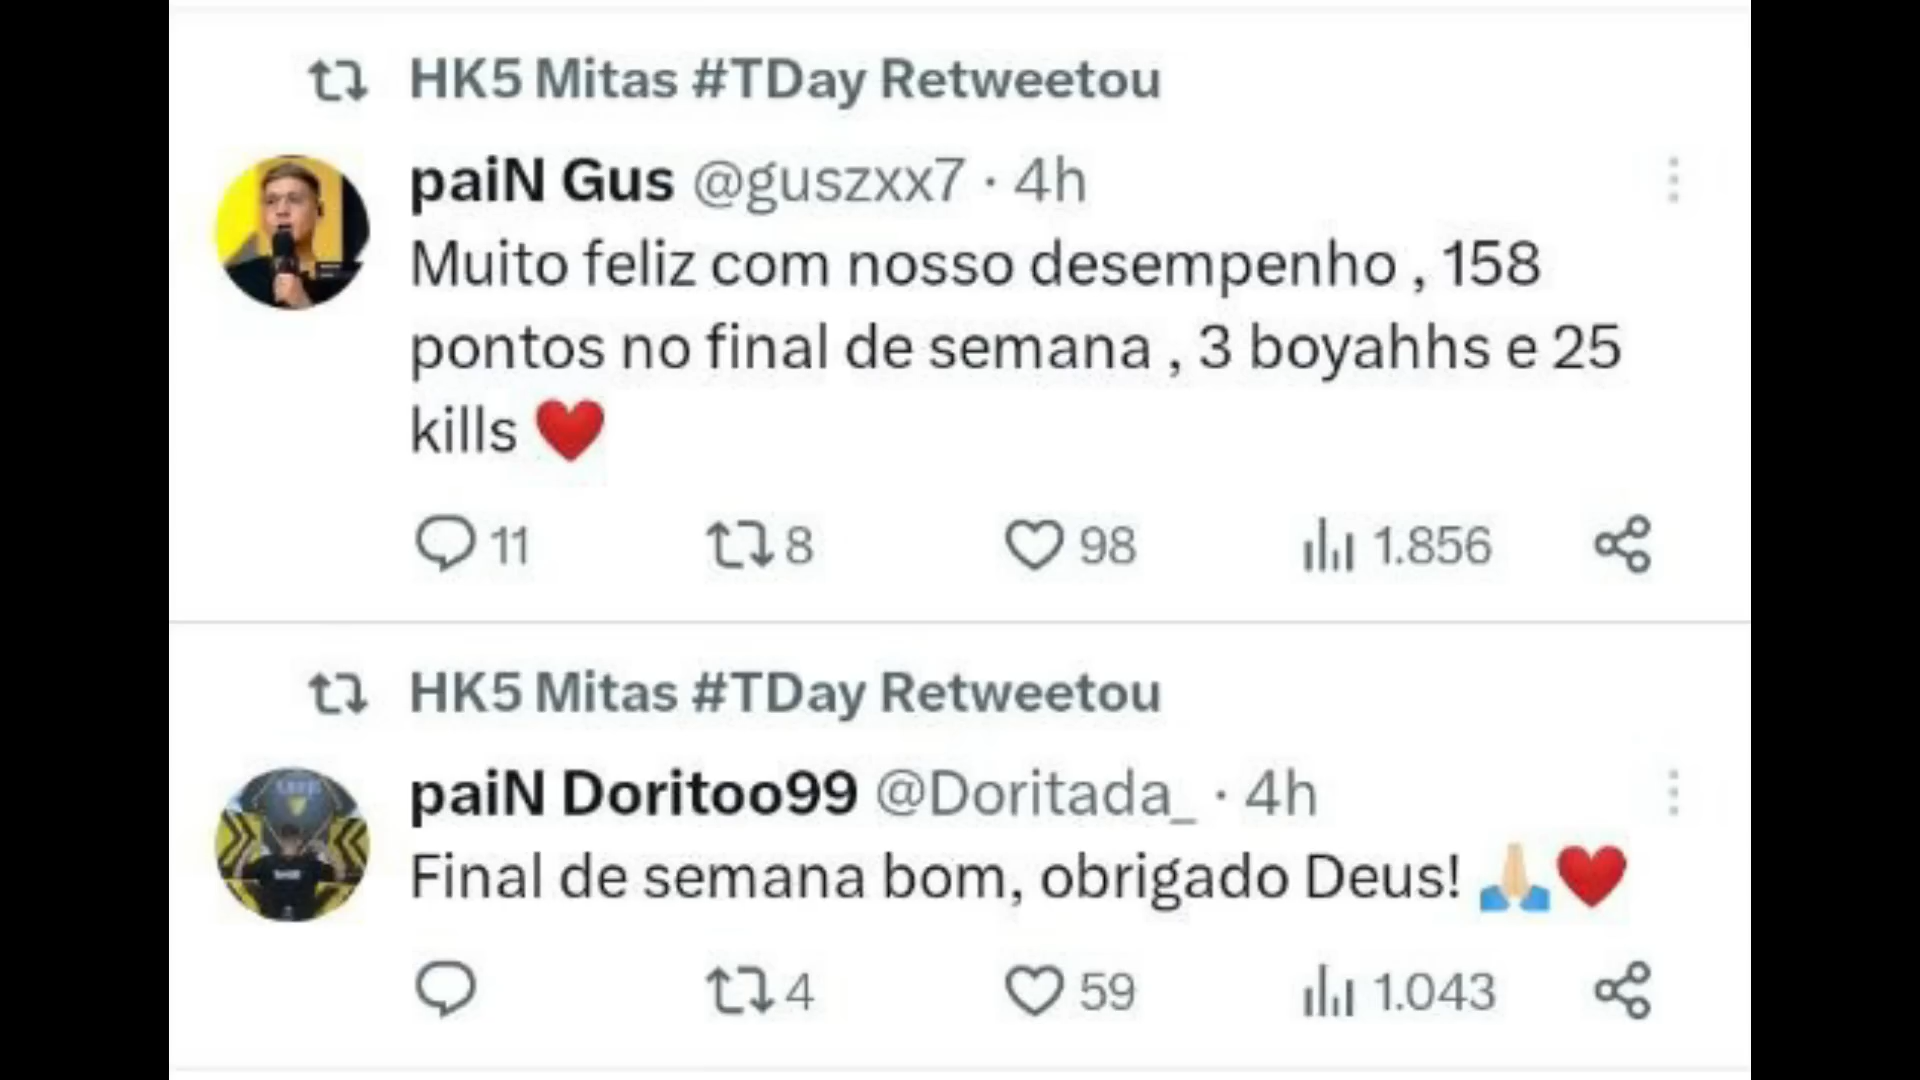 HK5 Mitas #TDay Retweetou
paiN Gus @guszxx7 · 4h
Muito feliz com nosso desempenho , 158
pontos no final de semana , 3 boyahhs e 25
kills ❤️
11 8 98 1.856
HK5 Mitas #TDay Retweetou
paiN Doritoo99 @Doritada_ · 4h
Final de semana bom, obrigado Deus! 🙏🏼❤️
4 59 1.043